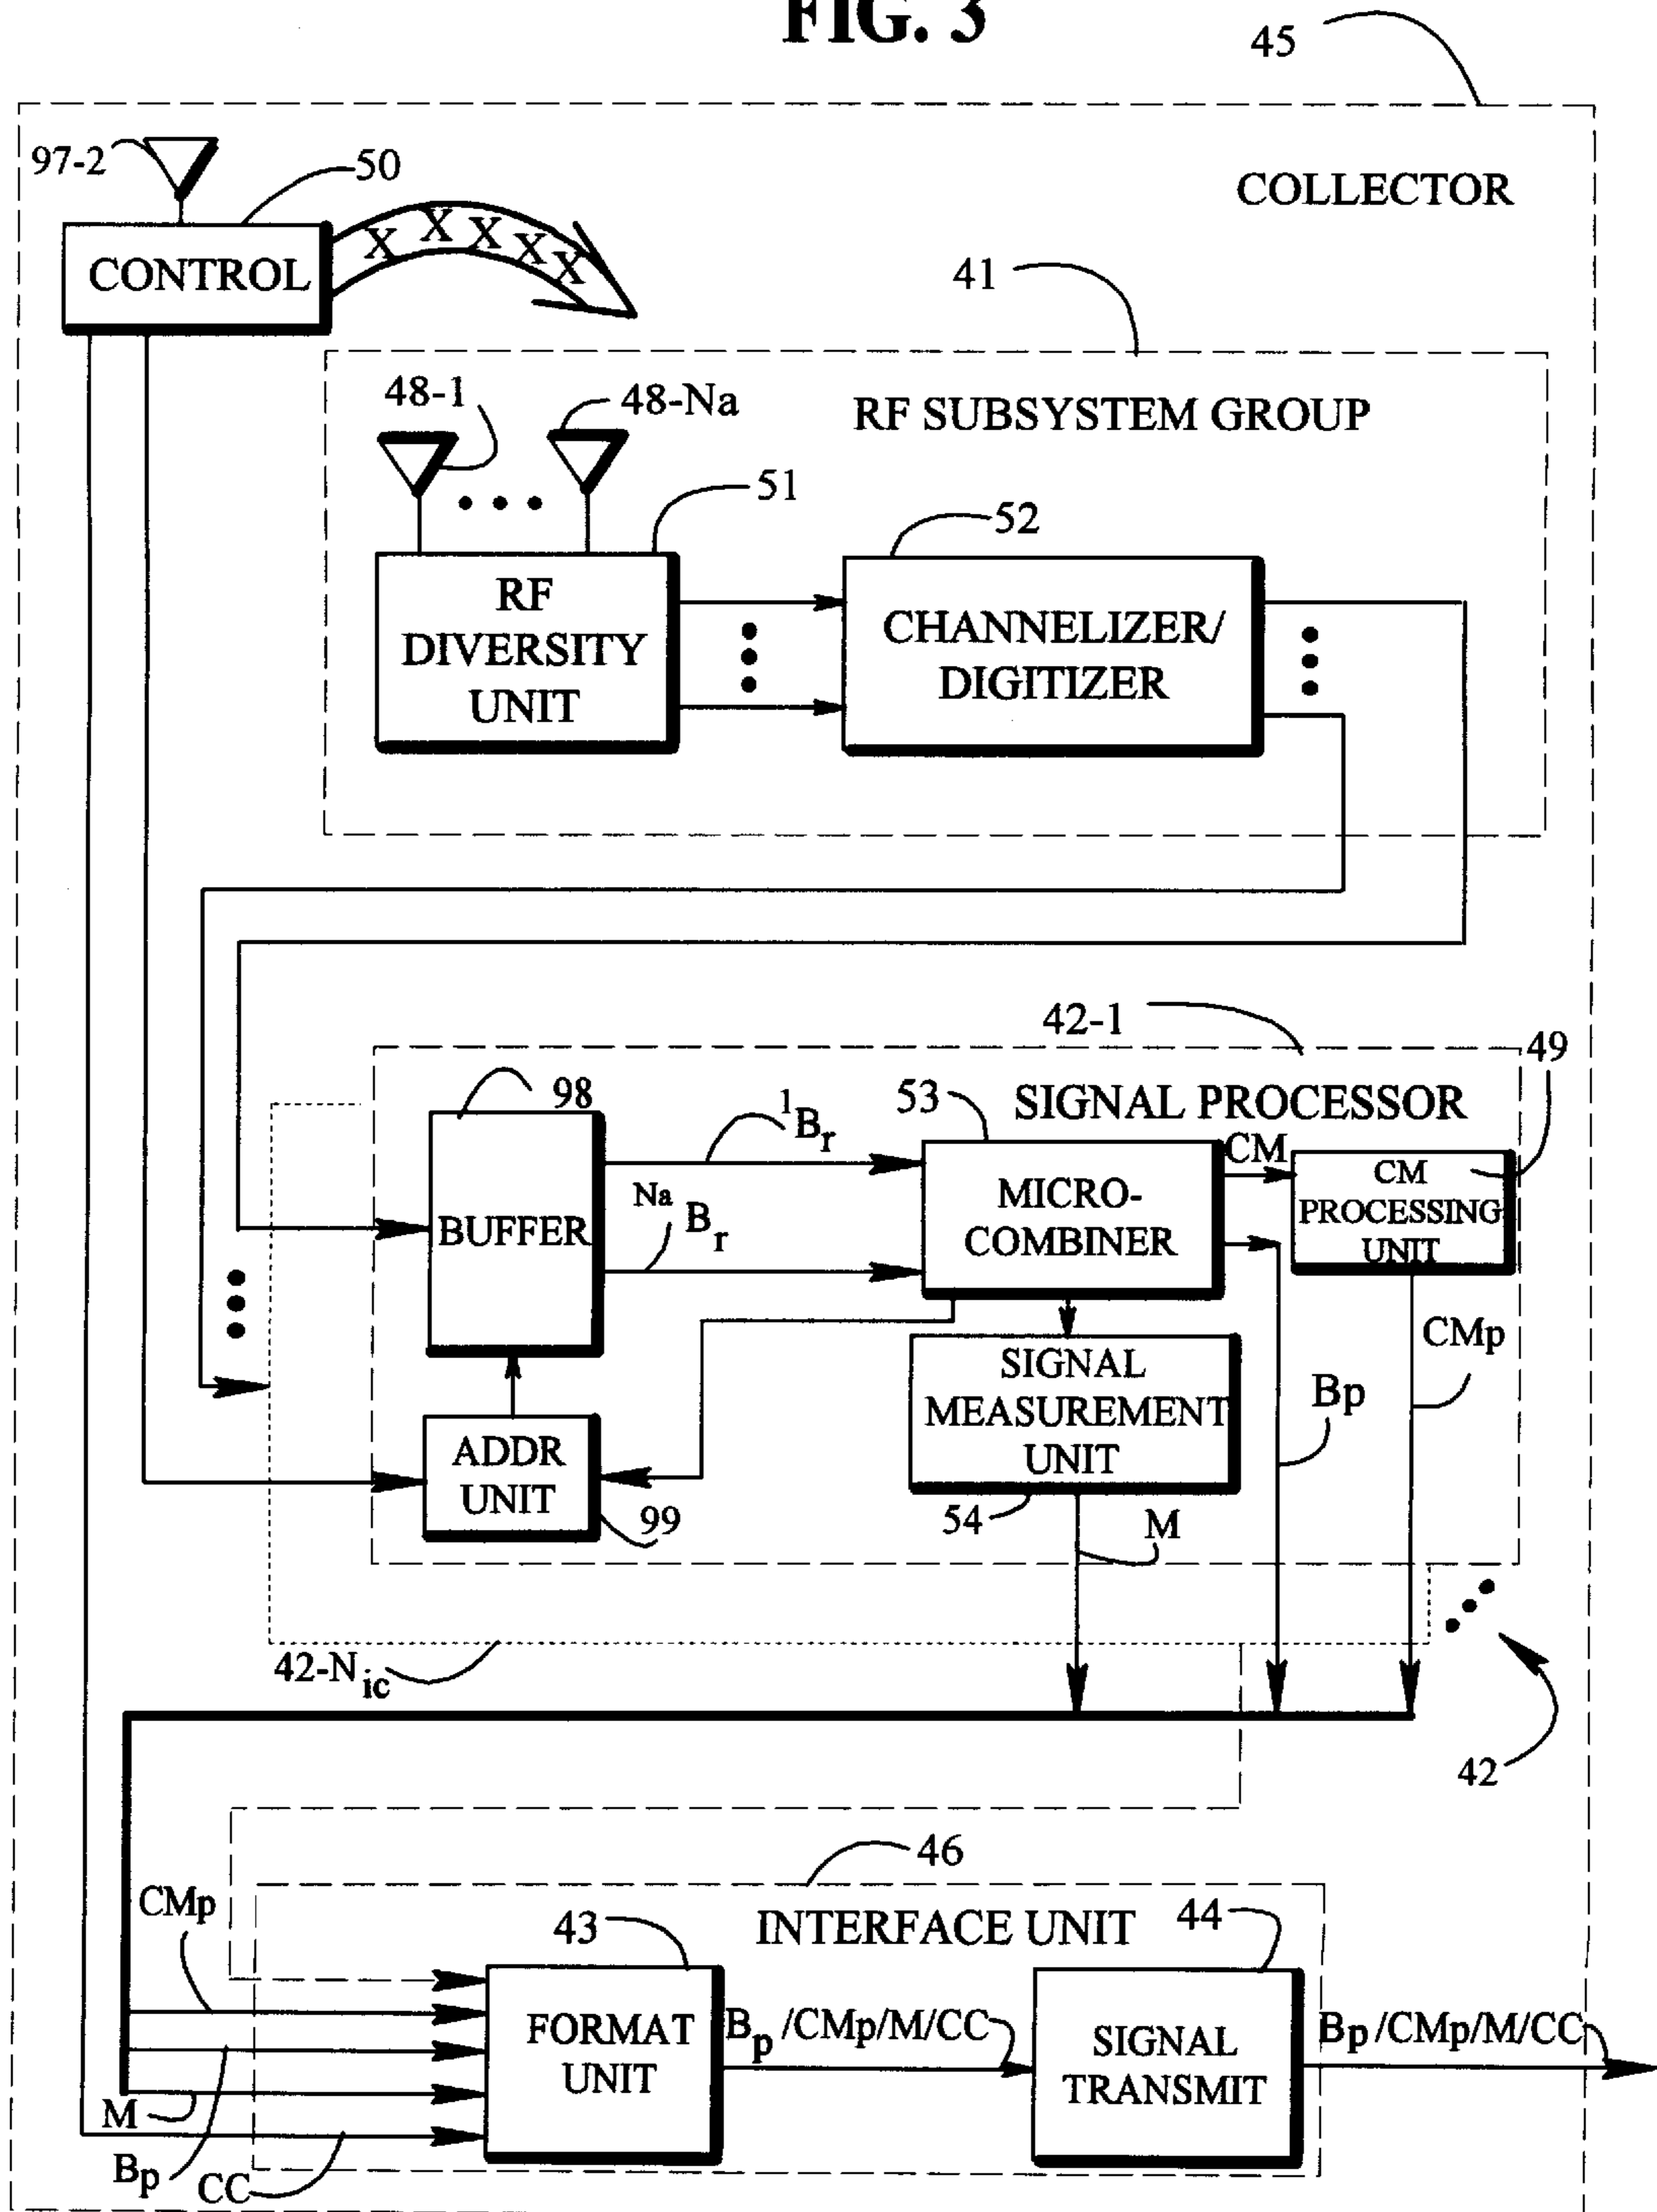 FIG. 3
45
97-2
50
COLLECTOR
X X X X X
CONTROL
41
48-1
48-Na
RF SUBSYSTEM GROUP
51
52
RF
DIVERSITY
UNIT
CHANNELIZER/
DIGITIZER
42-1
49
98
53
SIGNAL PROCESSOR
1Br
CM
CM
PROCESSING
UNIT
MICRO-
COMBINER
BUFFER
Na Br
CMp
SIGNAL
MEASUREMENT
UNIT
Bp
ADDR
UNIT
99
54
M
42-Nic
42
46
CMp
43
INTERFACE UNIT
44
FORMAT
UNIT
Bp/CMp/M/CC
SIGNAL
TRANSMIT
Bp/CMp/M/CC
M
Bp
CC